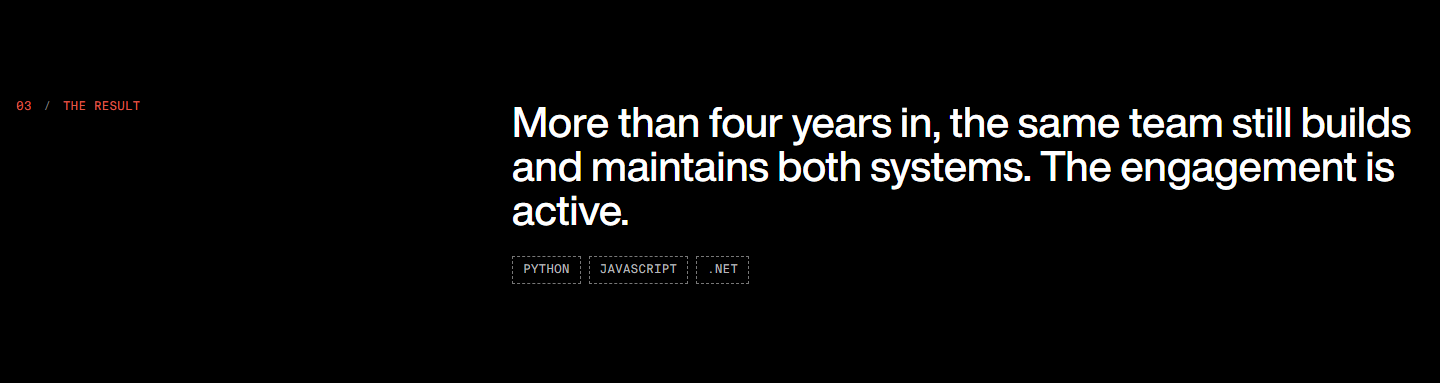 03 / THE RESULT
More than four years in, the same team still builds
and maintains both systems. The engagement is
active.
PYTHON JAVASCRIPT .NET